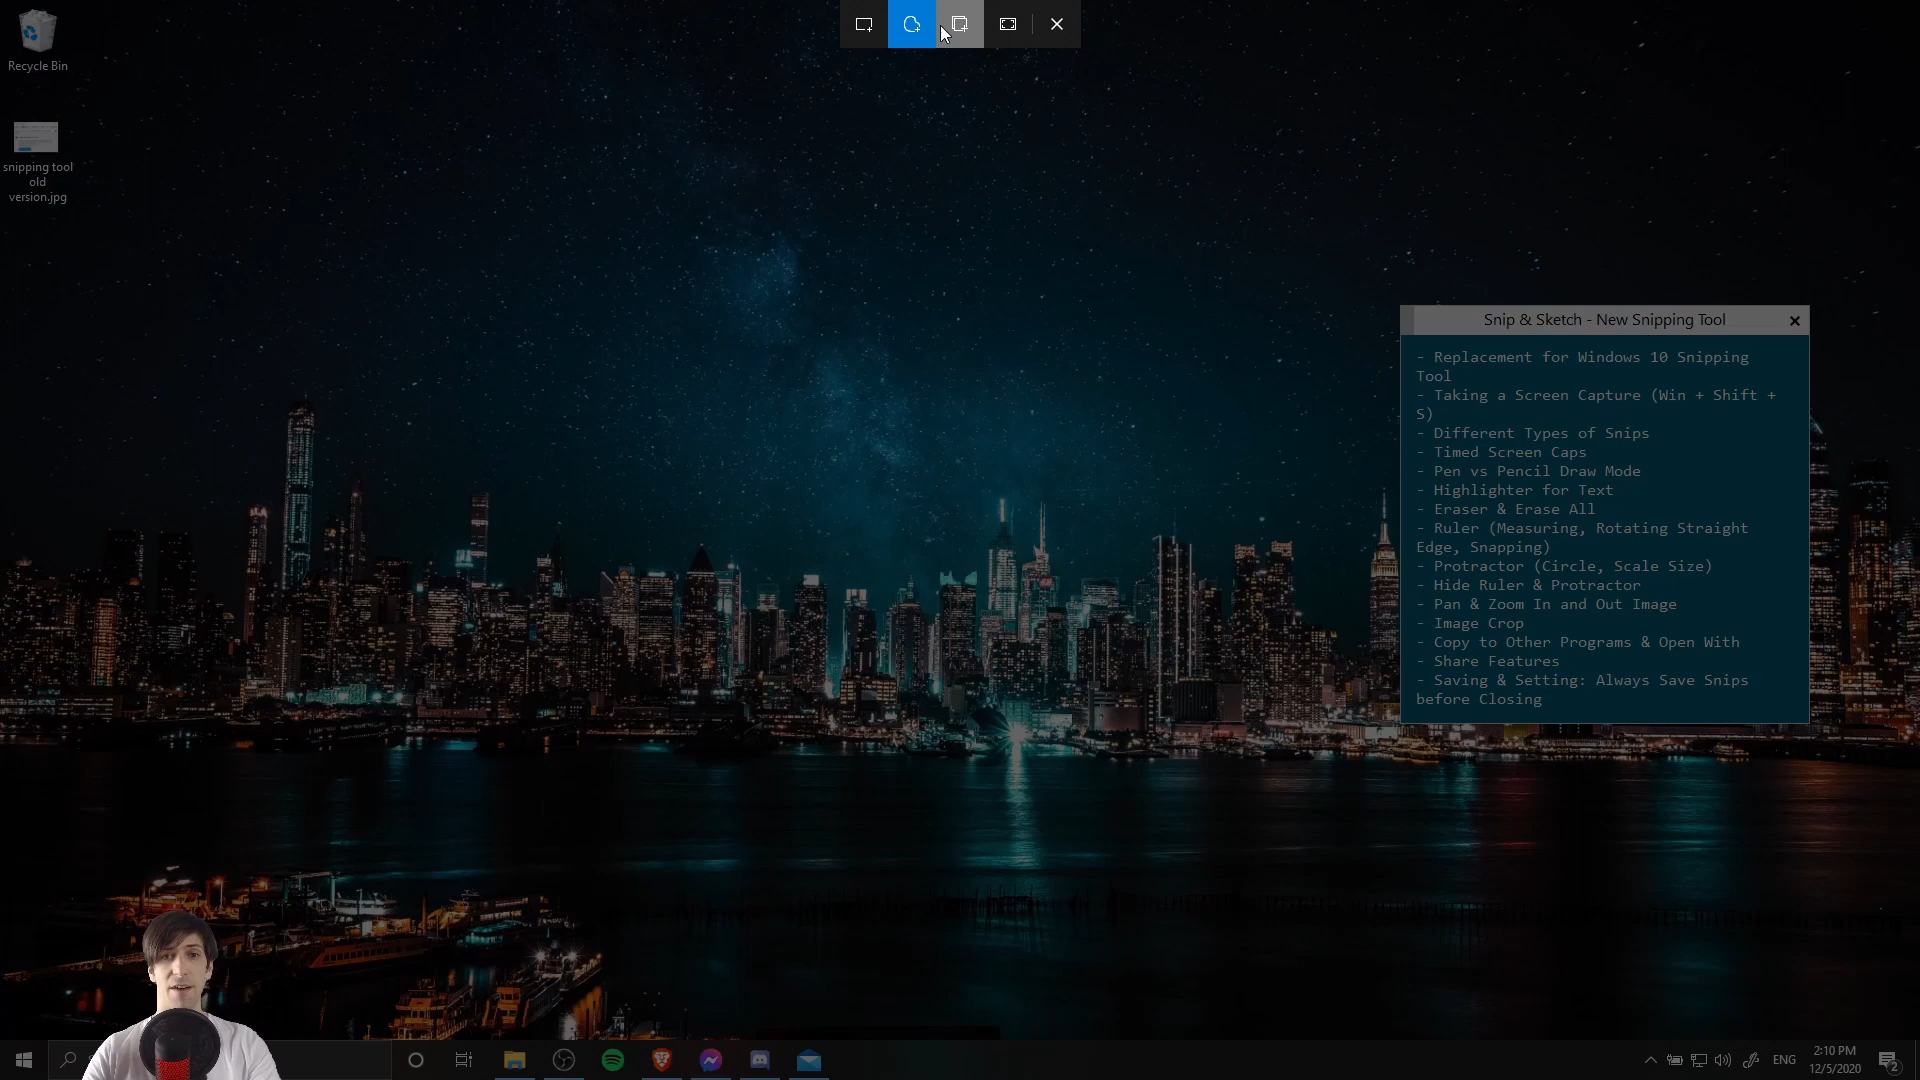 Recycle Bin
snipping tool
old
version.jpg
Snip & Sketch - New Snipping Tool
- Replacement for Windows 10 Snipping
Tool
- Taking a Screen Capture (Win + Shift +
S)
- Different Types of Snips
- Timed Screen Caps
- Pen vs Pencil Draw Mode
- Highlighter for Text
- Eraser & Erase All
- Ruler (Measuring, Rotating Straight
Edge, Snapping)
- Protractor (Circle, Scale Size)
- Hide Ruler & Protractor
- Pan & Zoom In and Out Image
- Image Crop
- Copy to Other Programs & Open With
- Share Features
- Saving & Setting: Always Save Snips
before Closing
ENG
2:10 PM
12/5/2020
2